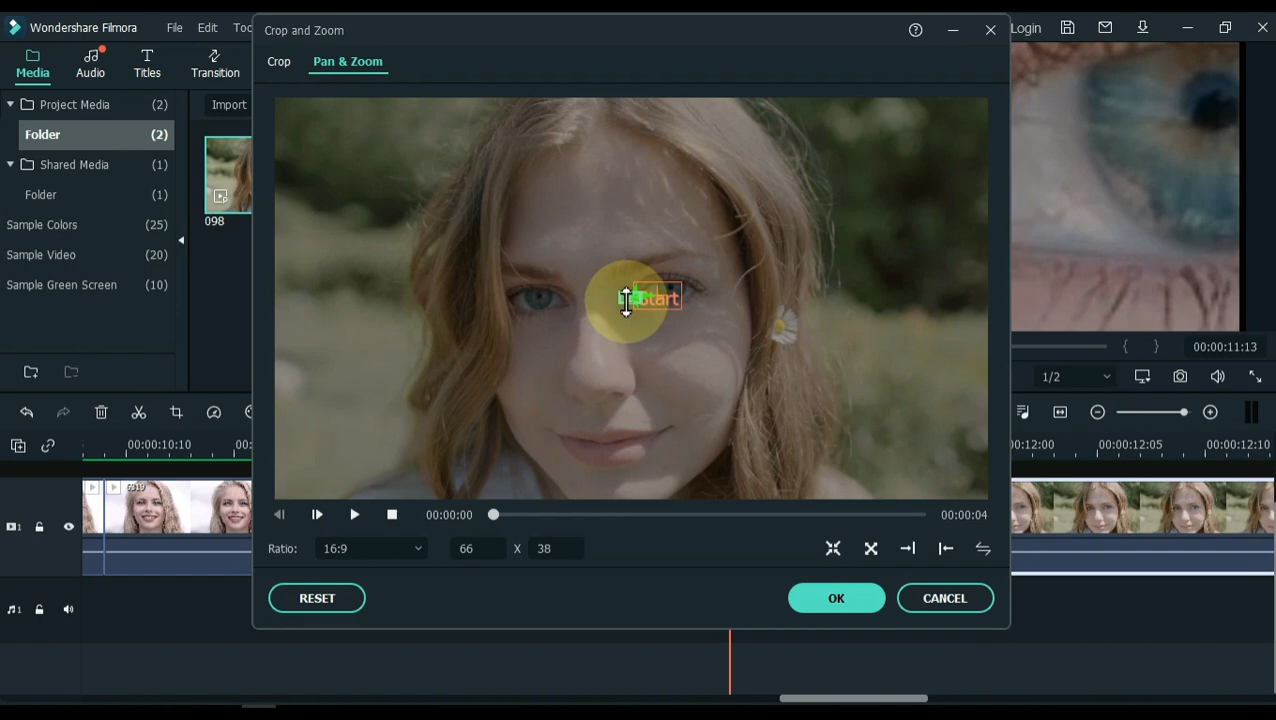 Wondershare Filmora
File
Edit
Login
Media
Audio
Titles
Transition
Project Media
(2)
Import
Folder
(2)
Shared Media
(1)
Folder
(1)
Sample Colors
(25)
098
Sample Video
(20)
Sample Green Screen
(10)
Crop and Zoom
Crop
Pan & Zoom
Start
00:00:00
00:00:04
Ratio:
16:9
66
X
38
RESET
OK
CANCEL
00:00:11:13
1/2
00:00:10:10
00:00:12:05
00:00:12:10
1
1